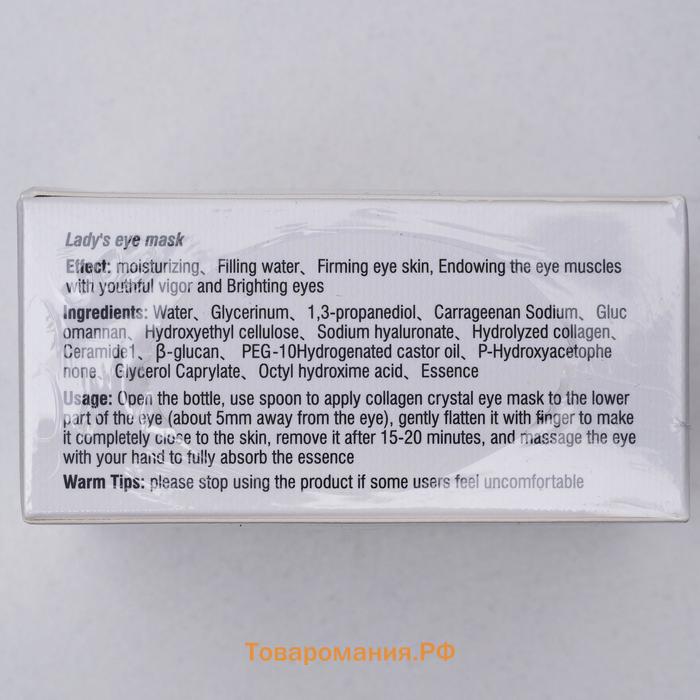 Lady's eye mask
Effect: moisturizing、 Filling water、 Firming eye skin, Endowing the eye muscles
with youthful vigor and Brighting eyes
Ingredients: Water、 Glycerinum、 1,3-propanediol、 Carrageenan Sodium、 Gluc
omannan、 Hydroxyethyl cellulose、 Sodium hyaluronate、 Hydrolyzed collagen、
Ceramide1、 β-glucan、 PEG-10Hydrogenated castor oil、 P-Hydroxyacetophe
none、 Glycerol Caprylate、 Octyl hydroxime acid、 Essence
Usage: Open the bottle, use spoon to apply collagen crystal eye mask to the lower
part of the eye (about 5mm away from the eye), gently flatten it with finger to make
it completely close to the skin, remove it after 15-20 minutes, and massage the eye
with your hand to fully absorb the essence
Warm Tips: please stop using the product if some users feel uncomfortable
Товаромания.РФ